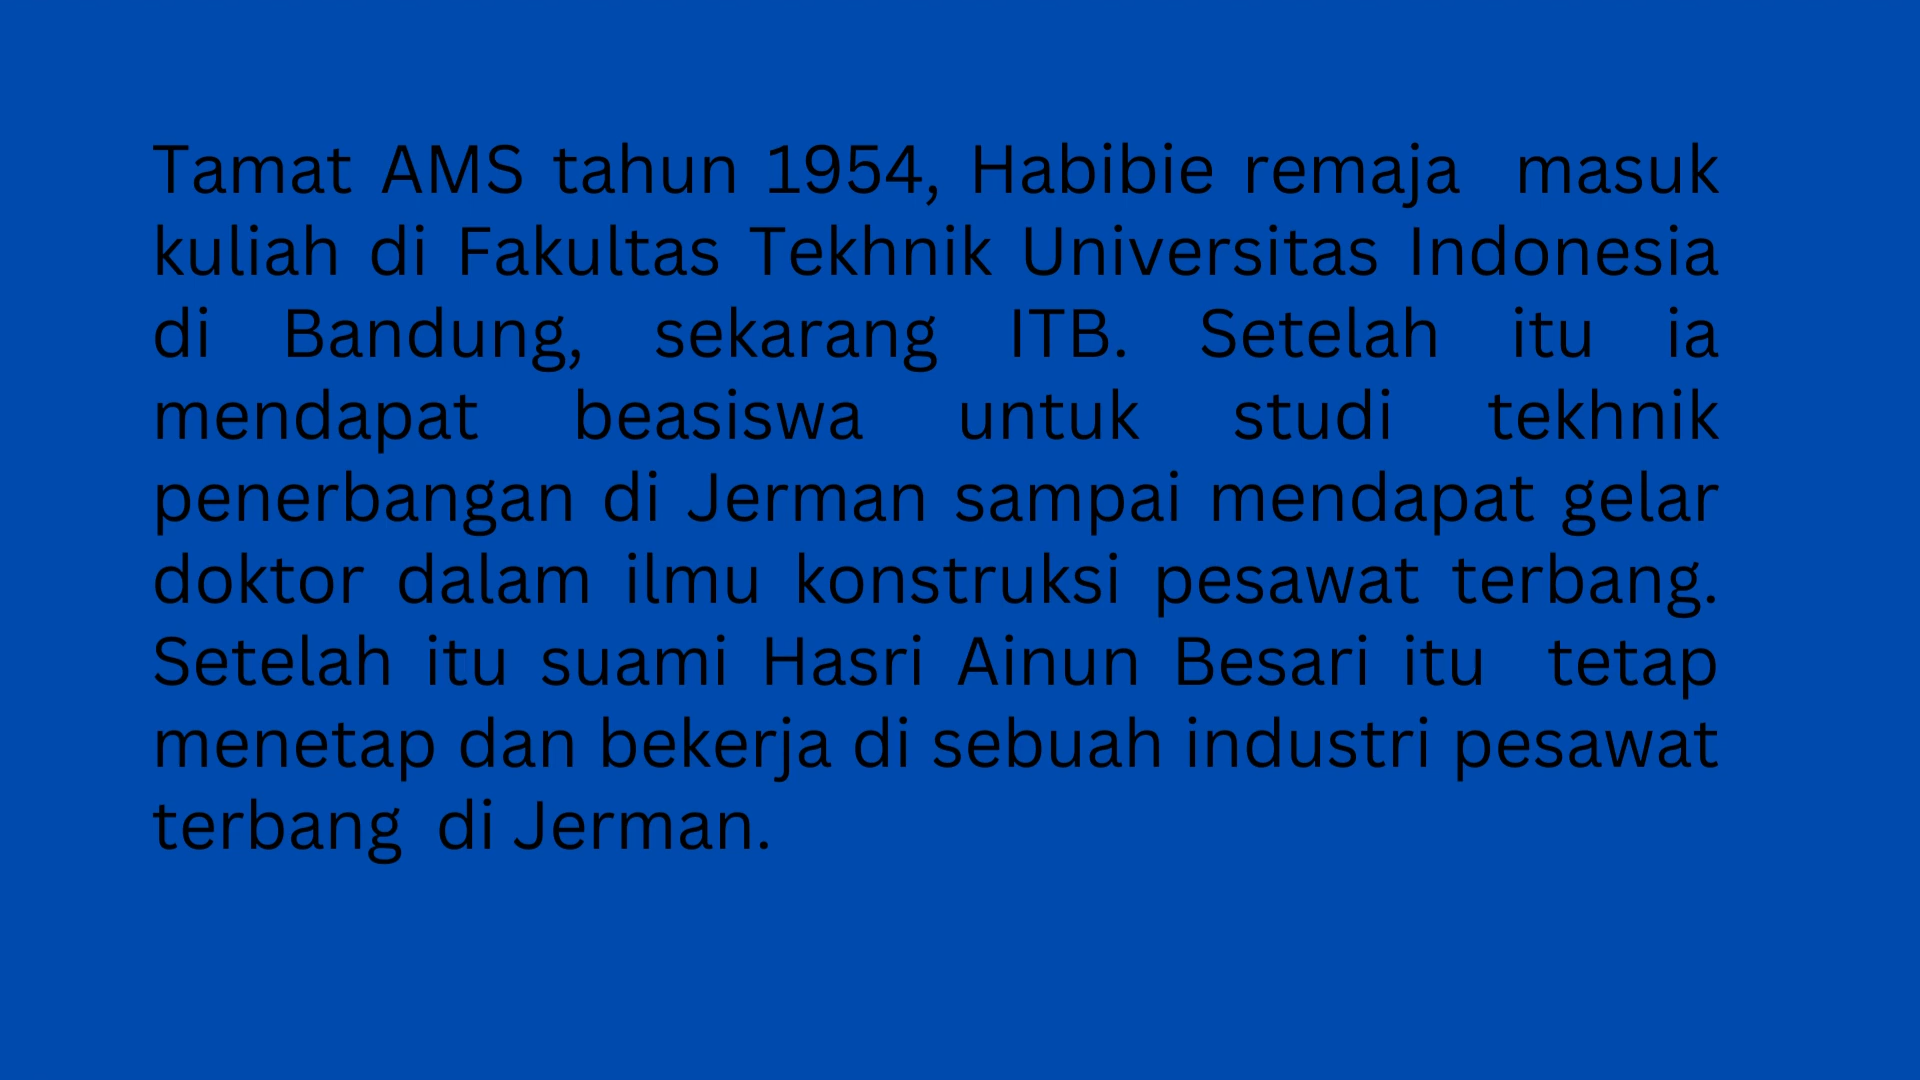 Tamat AMS tahun 1954, Habibie remaja  masuk
kuliah di Fakultas Tekhnik Universitas Indonesia
di Bandung, sekarang ITB. Setelah itu ia
mendapat beasiswa untuk studi tekhnik
penerbangan di Jerman sampai mendapat gelar
doktor dalam ilmu konstruksi pesawat terbang.
Setelah itu suami Hasri Ainun Besari itu  tetap
menetap dan bekerja di sebuah industri pesawat
terbang  di Jerman.